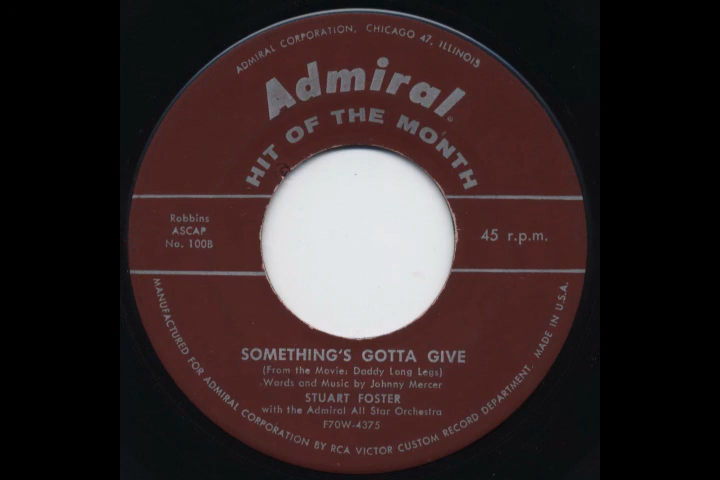 ADMIRAL CORPORATION, CHICAGO 47, ILLINOIS
Admiral
HIT OF THE MONTH
Robbins
ASCAP
No. 100B
45 r.p.m.
SOMETHING'S GOTTA GIVE
(From the Movie: Daddy Long Legs)
Words and Music by Johnny Mercer
STUART FOSTER
with the Admiral All Star Orchestra
F70W-4375
MANUFACTURED FOR ADMIRAL CORPORATION BY RCA VICTOR CUSTOM RECORD DEPARTMENT. MADE IN U.S.A.